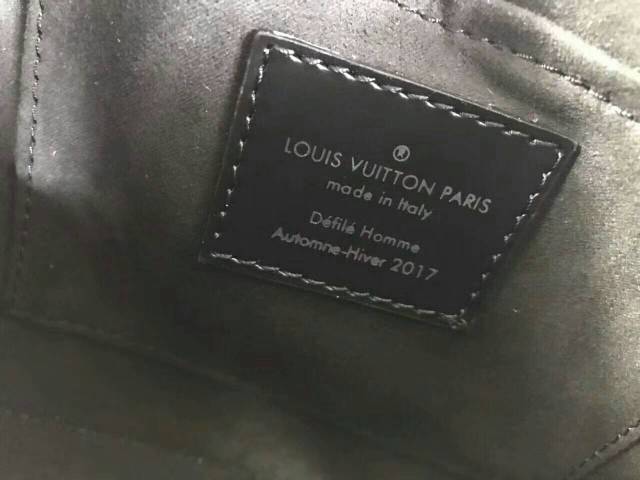 ®
LOUIS VUITTON PARIS
made in Italy
Défilé Homme
Automne-Hiver 2017